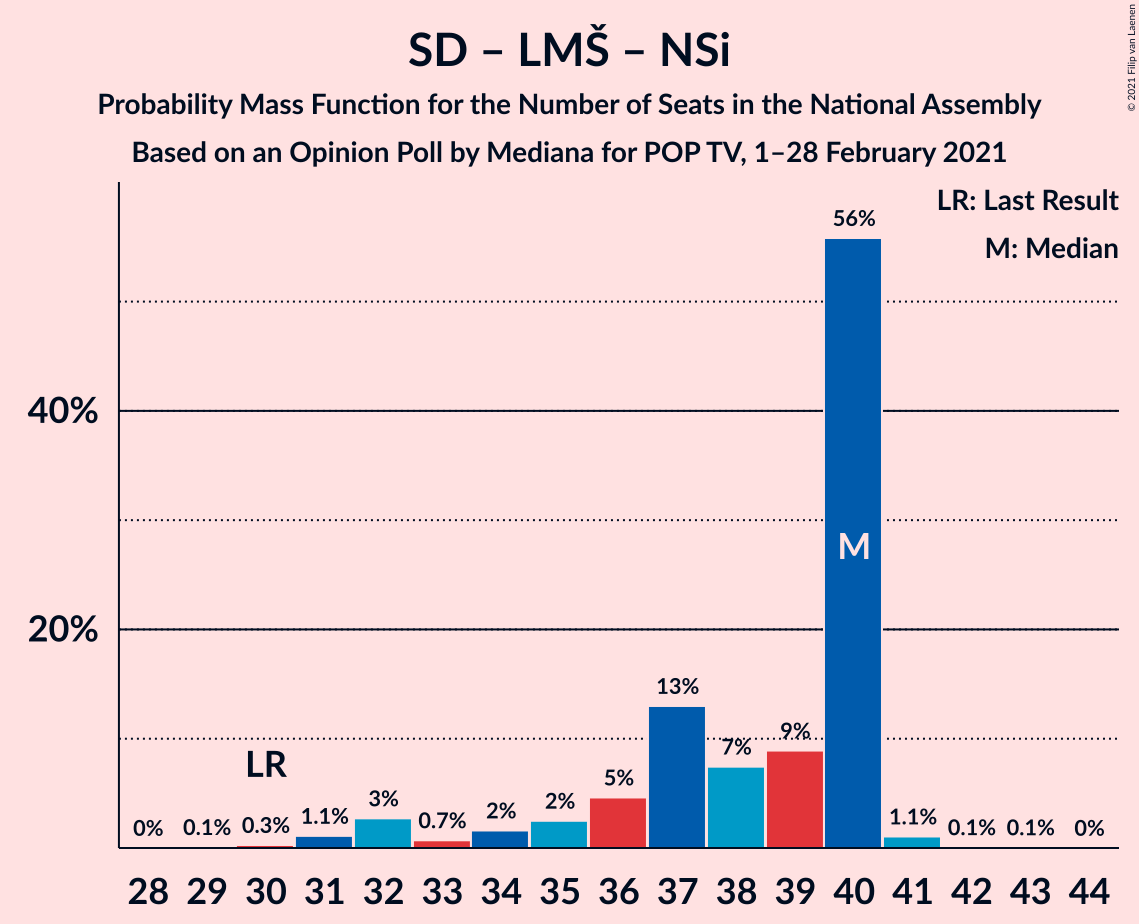 SD – LMŠ – NSi
Probability Mass Function for the Number of Seats in the National Assembly
Based on an Opinion Poll by Mediana for POP TV, 1–28 February 2021
© 2021 Filip van Laenen
LR: Last Result
M: Median
40%
20%
0%
0.1%
0.3%
1.1%
3%
0.7%
2%
2%
5%
13%
7%
9%
56%
1.1%
0.1%
0.1%
0%
LR
M
28 29 30 31 32 33 34 35 36 37 38 39 40 41 42 43 44